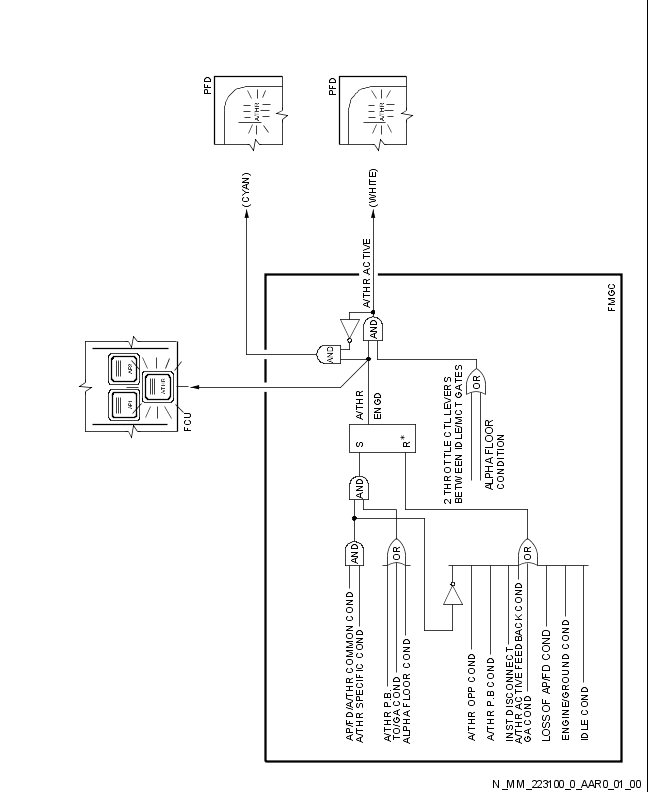 PFD
A/THR
PFD
A/THR
(CYAN)
(WHITE)
A/THR ACTIVE
FMGC
AP1
AP2
A/THR
FCU
AND
AND
A/THR
ENGD
S
R*
2 THROTTLE CTL LEVERS
BETWEEN IDLE/MCT GATES
OR
ALPHA FLOOR
CONDITION
AND
AND
OR
OR
AP/FD/A/THR COMMON COND
A/THR SPECIFIC COND
A/THR P.B.
TO/GA COND
ALPHA FLOOR COND
A/THR OPP COND
A/THR P.B COND
INST DISCONNECT
A/THR ACTIVE FEEDBACK COND
GA COND
LOSS OF AP/FD COND
ENGINE/GROUND COND
IDLE COND
N_MM_223100_0_AAR0_01_00